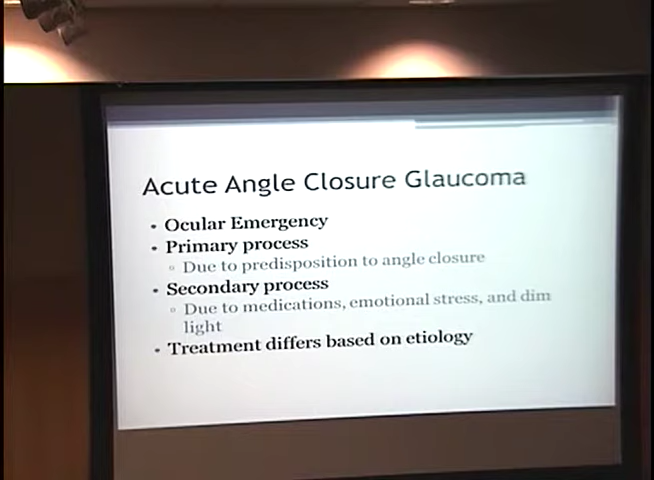 Acute Angle Closure Glaucoma
• Ocular Emergency
• Primary process
◦ Due to predisposition to angle closure
• Secondary process
◦ Due to medications, emotional stress, and dim
light
• Treatment differs based on etiology